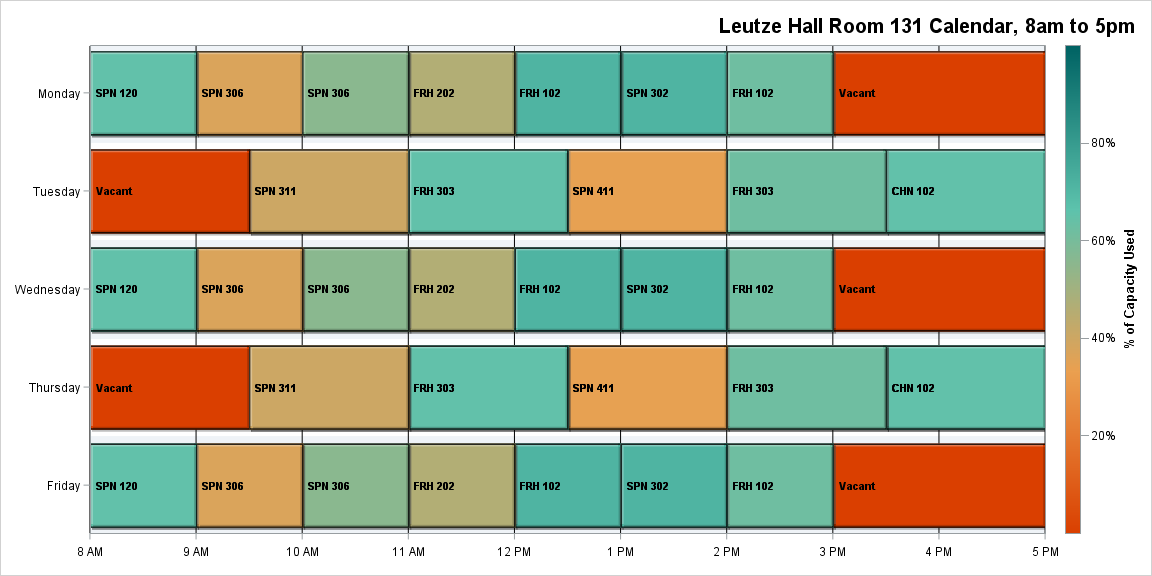 Leutze Hall Room 131 Calendar, 8am to 5pm
Monday
SPN 120
SPN 306
SPN 306
FRH 202
FRH 102
SPN 302
FRH 102
Vacant
Tuesday
Vacant
SPN 311
FRH 303
SPN 411
FRH 303
CHN 102
Wednesday
SPN 120
SPN 306
SPN 306
FRH 202
FRH 102
SPN 302
FRH 102
Vacant
Thursday
Vacant
SPN 311
FRH 303
SPN 411
FRH 303
CHN 102
Friday
SPN 120
SPN 306
SPN 306
FRH 202
FRH 102
SPN 302
FRH 102
Vacant
8 AM
9 AM
10 AM
11 AM
12 PM
1 PM
2 PM
3 PM
4 PM
5 PM
80%
60%
40%
20%
% of Capacity Used